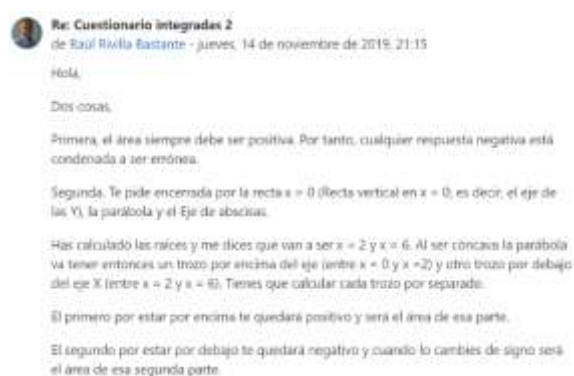 Re: Cuestionario integradas 2
de Raúl Rivilla Bastante - jueves, 14 de noviembre de 2019, 21:15
Hola,
Dos cosas,
Primera, el área siempre debe ser positiva. Por tanto, cualquier respuesta negativa está
condenada a ser errónea.
Segunda. Te pide encerrada por la recta x = 0 (Recta vertical en x = 0, es decir, el eje de
las Y), la parábola y el Eje de abscisas.
Has calculado las raíces y me dices que van a ser x = 2 y x = 6. Al ser cóncava la parábola
va tener entonces un trozo por encima del eje (entre x = 0 y x =2) y otro trozo por debajo
del eje X (entre x = 2 y x = 6). Tienes que calcular cada trozo por separado.
El primero por estar por encima te quedará positivo y será el área de esa parte.
El segundo por estar por debajo te quedará negativo y cuando lo cambies de signo será
el área de esa segunda parte.